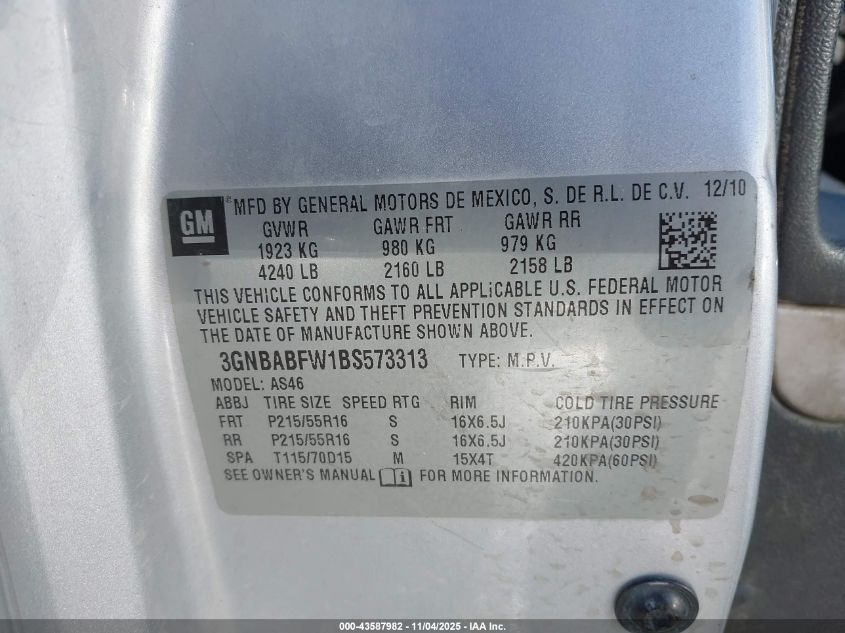 GM
® MFD BY GENERAL MOTORS DE MEXICO, S. DE R.L. DE C.V. 12/10
GVWR GAWR FRT GAWR RR
1923 KG 980 KG 979 KG
4240 LB 2160 LB 2158 LB
THIS VEHICLE CONFORMS TO ALL APPLiCABLE U.S. FEDERAL MOTOR
VEHICLE SAFETY AND THEFT PREVENTION STANDARDS IN EFFECT ON
THE DATE OF MANUFACTURE SHOWN ABOVE.
3GNBABFW1BS573313 TYPE: M.P.V.
MODEL: AS46
ABBJ TIRE SIZE SPEED RTG RIM COLD TIRE PRESSURE
FRT P215/55R16 S 16X6.5J 210KPA(30PSI)
RR P215/55R16 S 16X6.5J 210KPA(30PSI)
SPA T115/70D15 M 15X4T 420KPA(60PSI)
SEE OWNER'S MANUAL i FOR MORE INFORMATION.
000-43587982 - 11/04/2025 - IAA Inc.